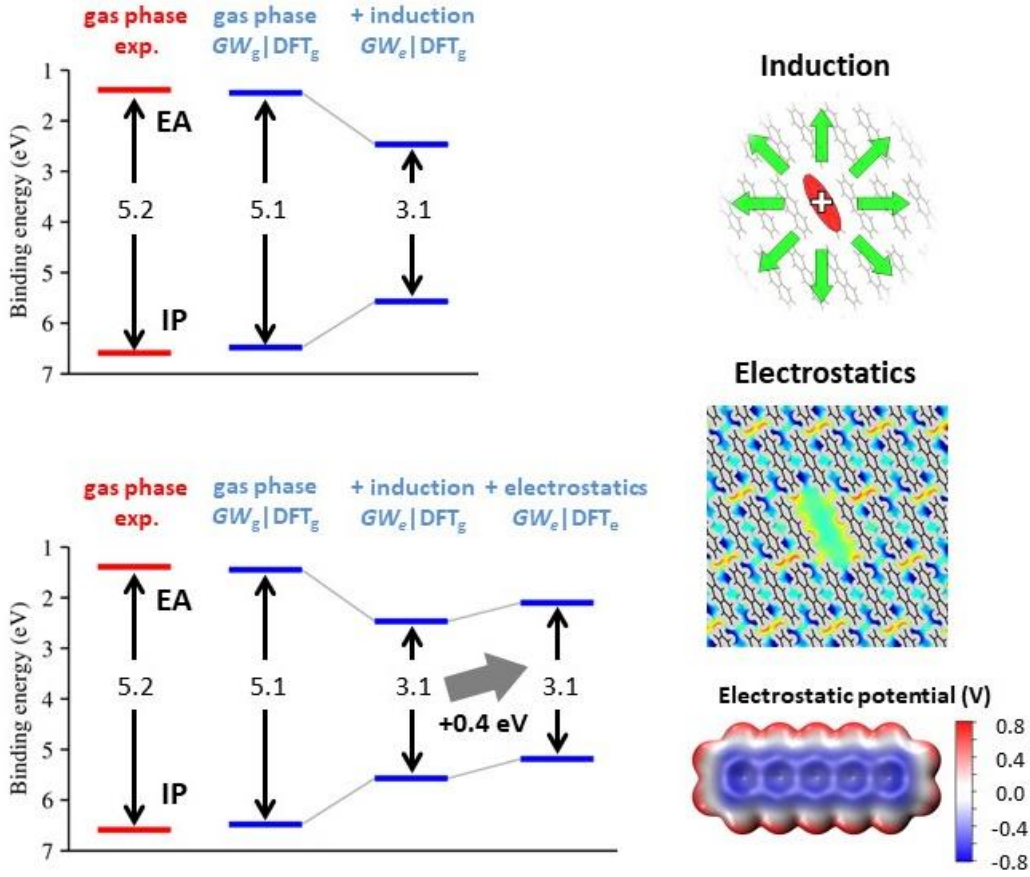 gas phase
exp.
gas phase
GWg|DFTg
+ induction
GWe|DFTg
Binding energy (eV)
1
2
3
4
5
6
7
EA
IP
5.2
5.1
3.1
Induction
+
Electrostatics
gas phase
exp.
gas phase
GWg|DFTg
+ induction
GWe|DFTg
+ electrostatics
GWe|DFTe
Binding energy (eV)
1
2
3
4
5
6
7
EA
IP
5.2
5.1
3.1
+0.4 eV
3.1
Electrostatic potential (V)
0.8
0.4
0.0
-0.4
-0.8